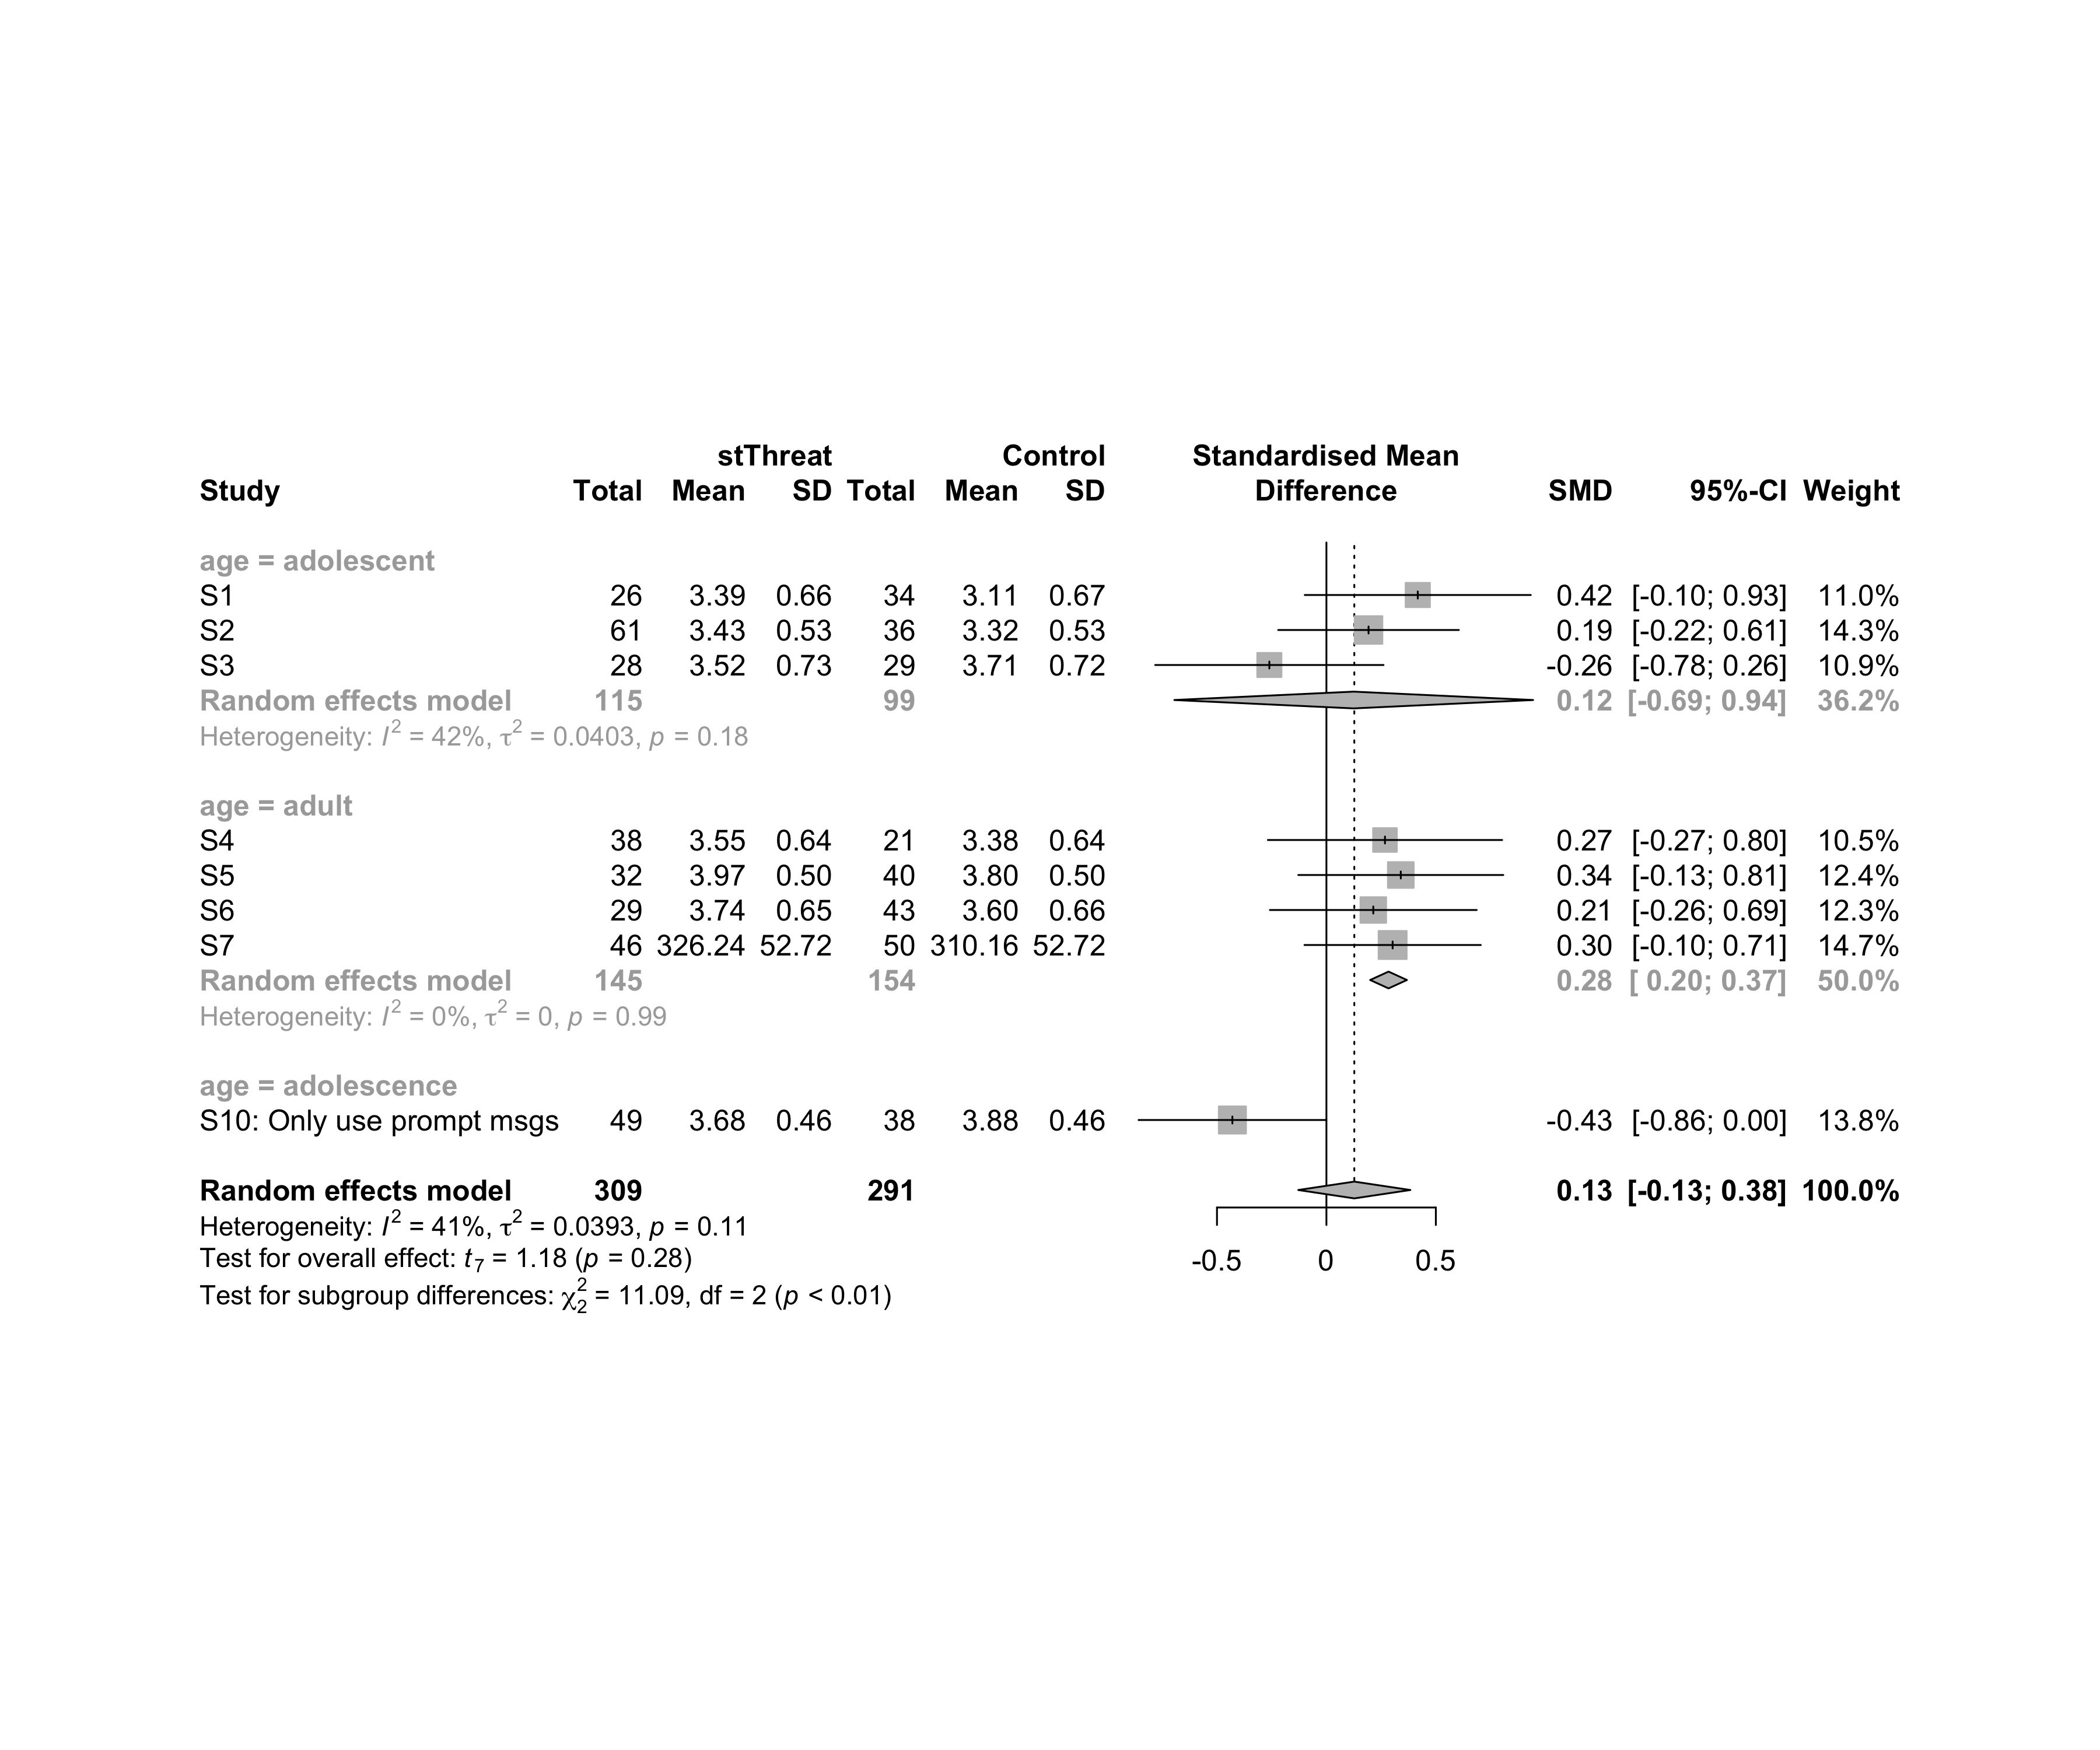 stThreat Control Standardised Mean
Study Total Mean SD Total Mean SD Difference SMD 95%-CI Weight
age = adolescent
S1 26 3.39 0.66 34 3.11 0.67 0.42 [-0.10; 0.93] 11.0%
S2 61 3.43 0.53 36 3.32 0.53 0.19 [-0.22; 0.61] 14.3%
S3 28 3.52 0.73 29 3.71 0.72 -0.26 [-0.78; 0.26] 10.9%
Random effects model 115 99 0.12 [-0.69; 0.94] 36.2%
Heterogeneity: I² = 42%, τ² = 0.0403, p = 0.18
age = adult
S4 38 3.55 0.64 21 3.38 0.64 0.27 [-0.27; 0.80] 10.5%
S5 32 3.97 0.50 40 3.80 0.50 0.34 [-0.13; 0.81] 12.4%
S6 29 3.74 0.65 43 3.60 0.66 0.21 [-0.26; 0.69] 12.3%
S7 46 326.24 52.72 50 310.16 52.72 0.30 [-0.10; 0.71] 14.7%
Random effects model 145 154 0.28 [ 0.20; 0.37] 50.0%
Heterogeneity: I² = 0%, τ² = 0, p = 0.99
age = adolescence
S10: Only use prompt msgs 49 3.68 0.46 38 3.88 0.46 -0.43 [-0.86; 0.00] 13.8%
Random effects model 309 291 0.13 [-0.13; 0.38] 100.0%
Heterogeneity: I² = 41%, τ² = 0.0393, p = 0.11
Test for overall effect: t₇ = 1.18 (p = 0.28)
-0.5 0 0.5
Test for subgroup differences: χ²₂ = 11.09, df = 2 (p < 0.01)